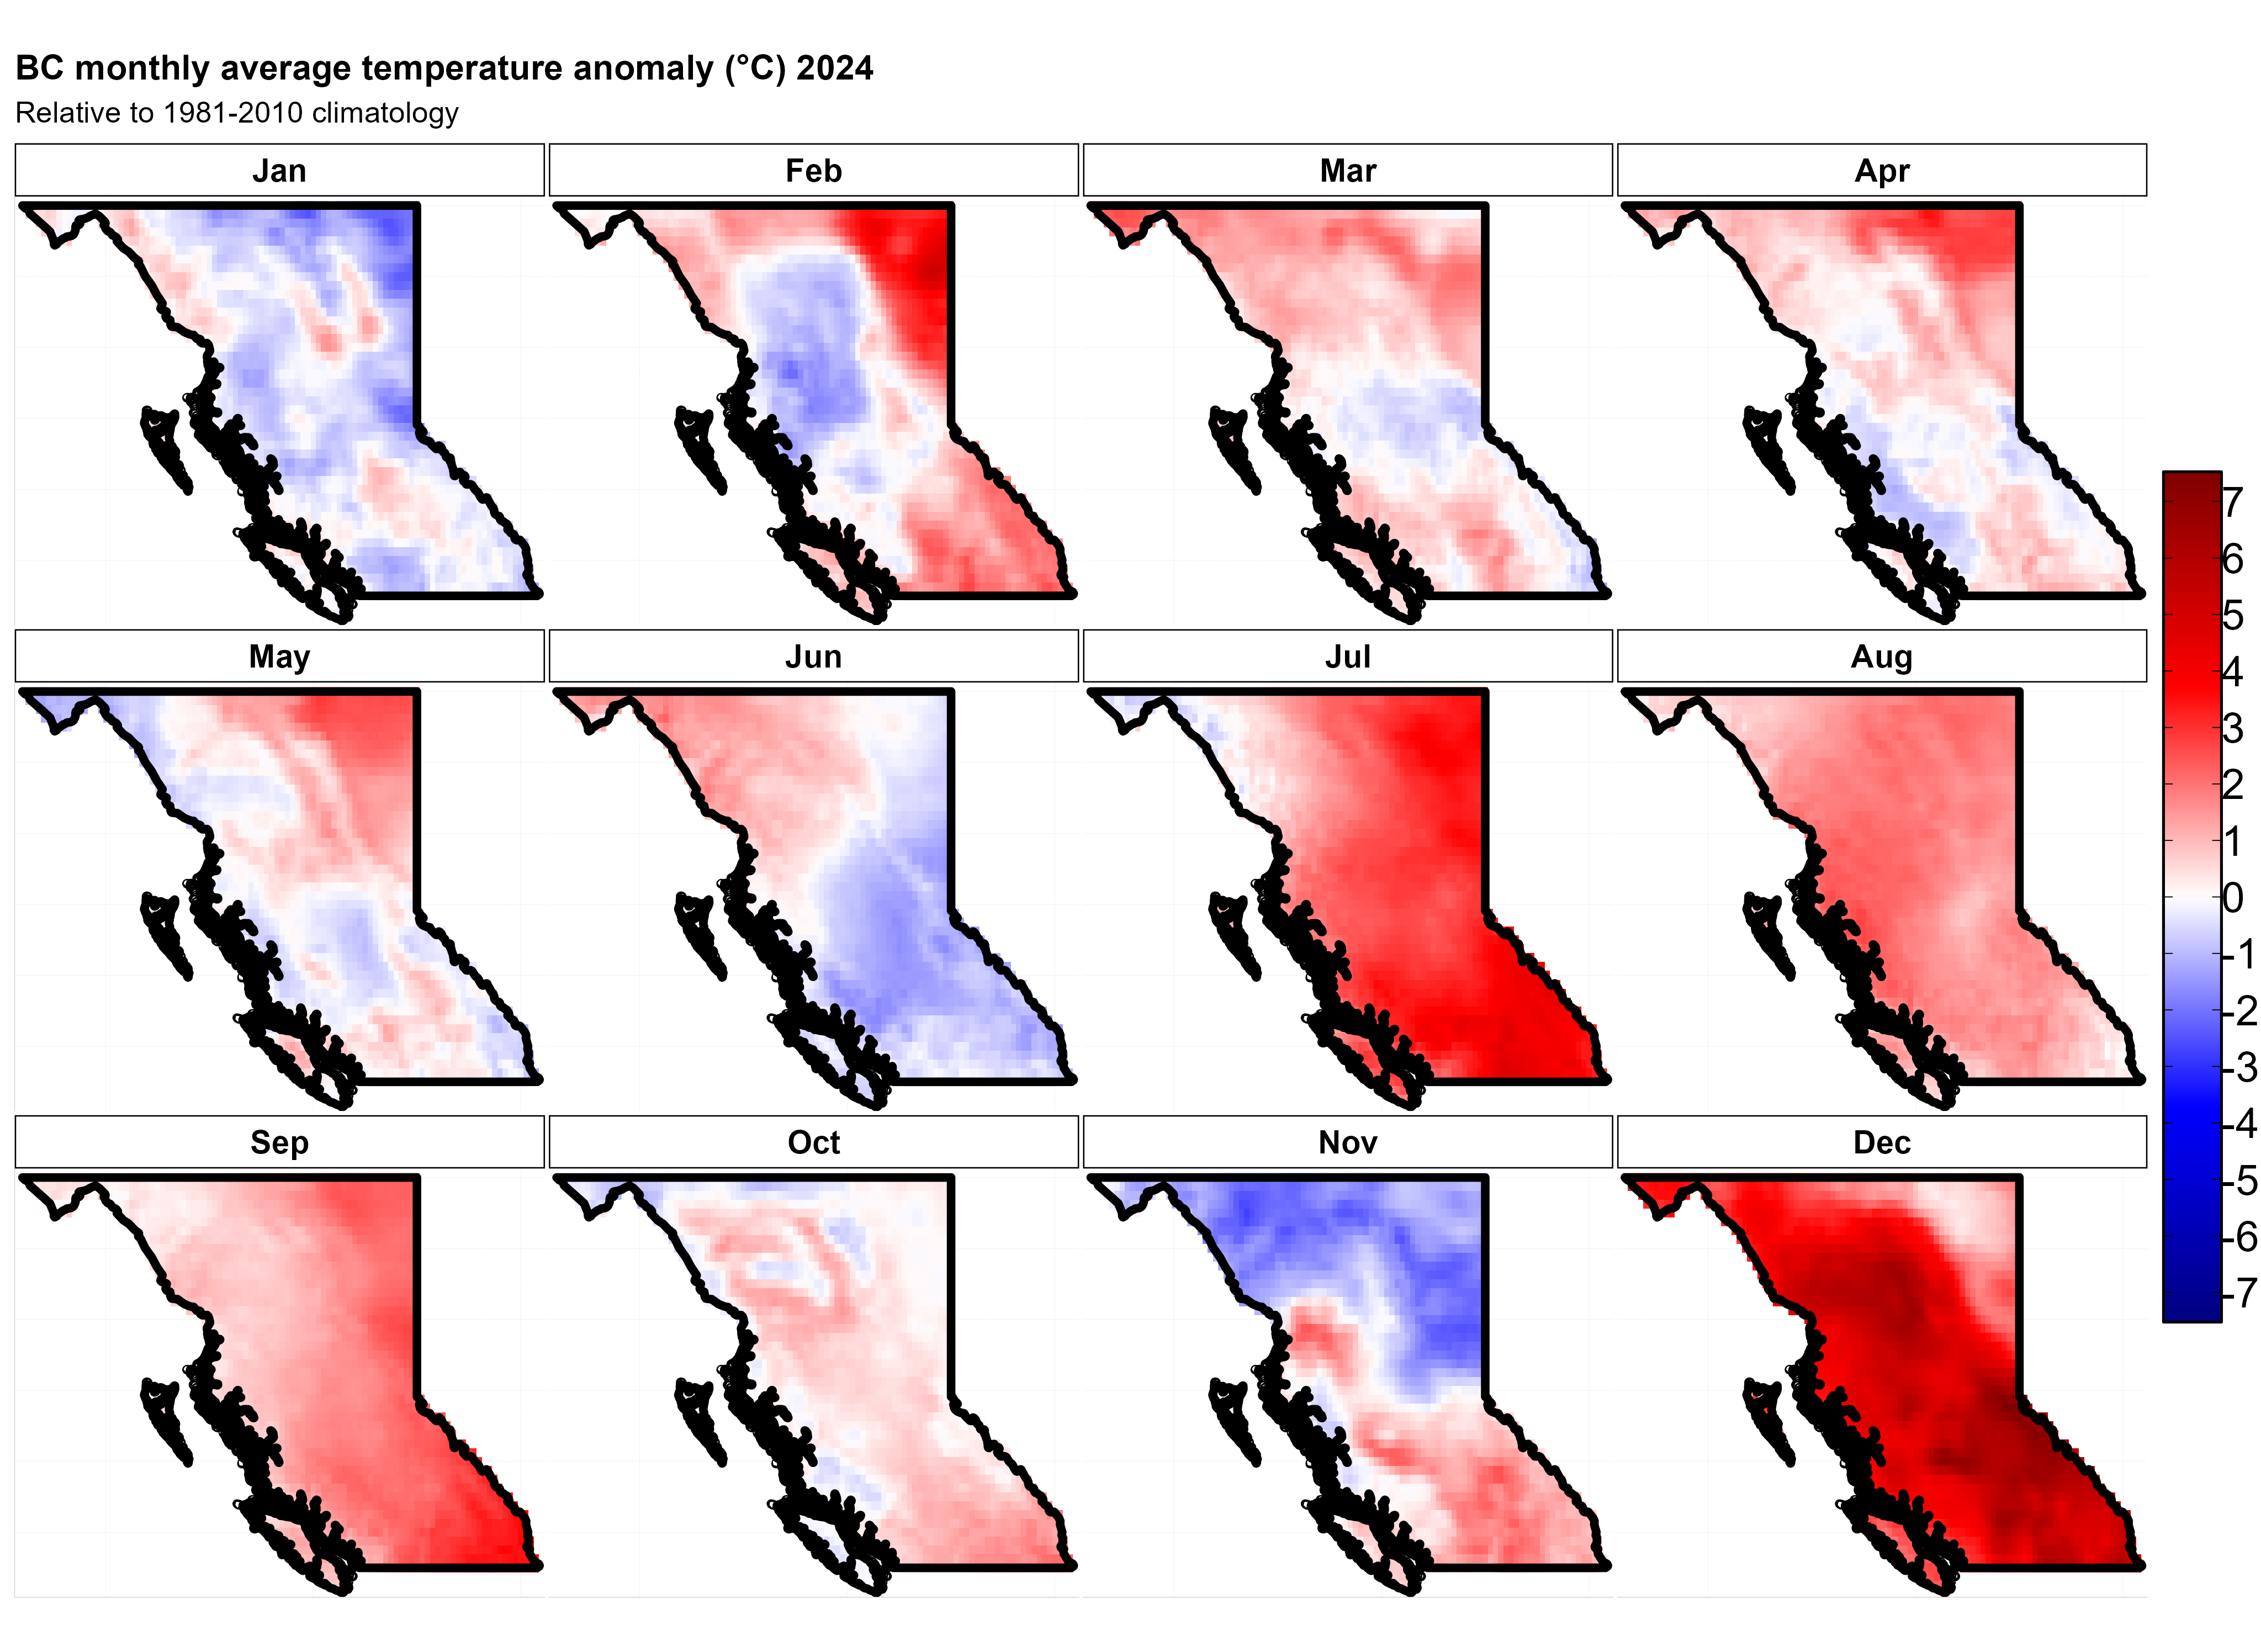 BC monthly average temperature anomaly (°C) 2024
Relative to 1981-2010 climatology
Jan
Feb
Mar
Apr
May
Jun
Jul
Aug
Sep
Oct
Nov
Dec
7
6
5
4
3
2
1
0
-1
-2
-3
-4
-5
-6
-7